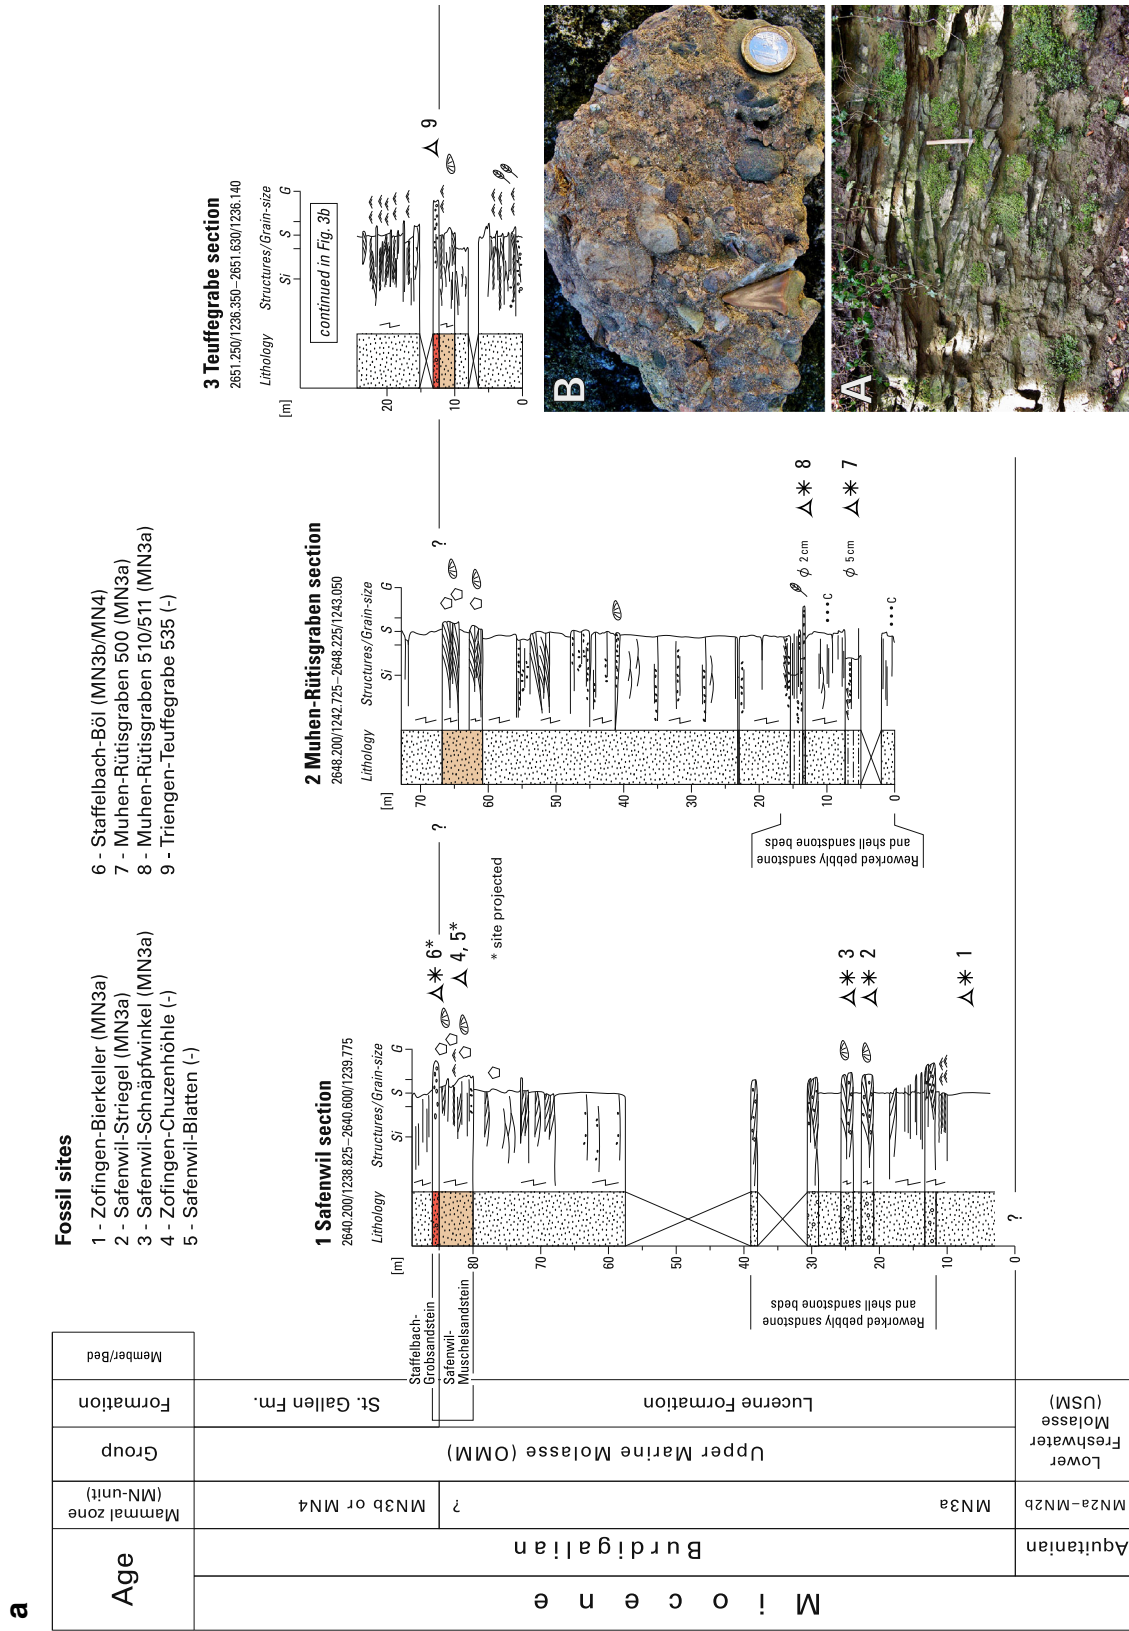 a
Fossil sites
1 - Zofingen-Bierkeller (MN3a)
2 - Safenwil-Striegel (MN3a)
3 - Safenwil-Schnäpfwinkel (MN3a)
4 - Zofingen-Chuzenhöhle (-)
5 - Safenwil-Blatten (-)
6 - Staffelbach-Böl (MN3b/MN4)
7 - Muhen-Rütisgraben 500 (MN3a)
8 - Muhen-Rütisgraben 510/511 (MN3a)
9 - Triengen-Teuffegrabe 535 (-)
Age
Mammal zone
(MN-unit)
Group
Formation
Member/Bed
Miocene
Burdigalian
Aquitanian
MN3b or MN4
?
MN3a
MN2a–MN2b
Upper Marine Molasse (OMM)
St. Gallen Fm.
Lucerne Formation
Lower
Freshwater
Molasse
(USM)
Staffelbach-
Grobsandstein
Safenwil-
Muschelsandstein
Reworked pebbly sandstone
and shell sandstone beds
1 Safenwil section
2640.200/1238.825–2640.600/1239.775
Lithology
Structures/Grain-size
Si
S
G
[m]
80
70
60
50
40
30
20
10
0
?
6*
4, 5*
* site projected
3
2
1
?
2 Muhen-Rütisgraben section
2648.200/1242.725–2648.225/1243.050
Lithology
Structures/Grain-size
Si
S
G
[m]
70
60
50
40
30
20
10
0
Reworked pebbly sandstone
and shell sandstone beds
?
ϕ 2 cm
8
C
ϕ 5 cm
7
C
3 Teuffegrabe section
2651.250/1236.350–2651.630/1236.140
Lithology
Structures/Grain-size
Si
S
G
[m]
continued in Fig. 3b
20
10
0
9
B
A